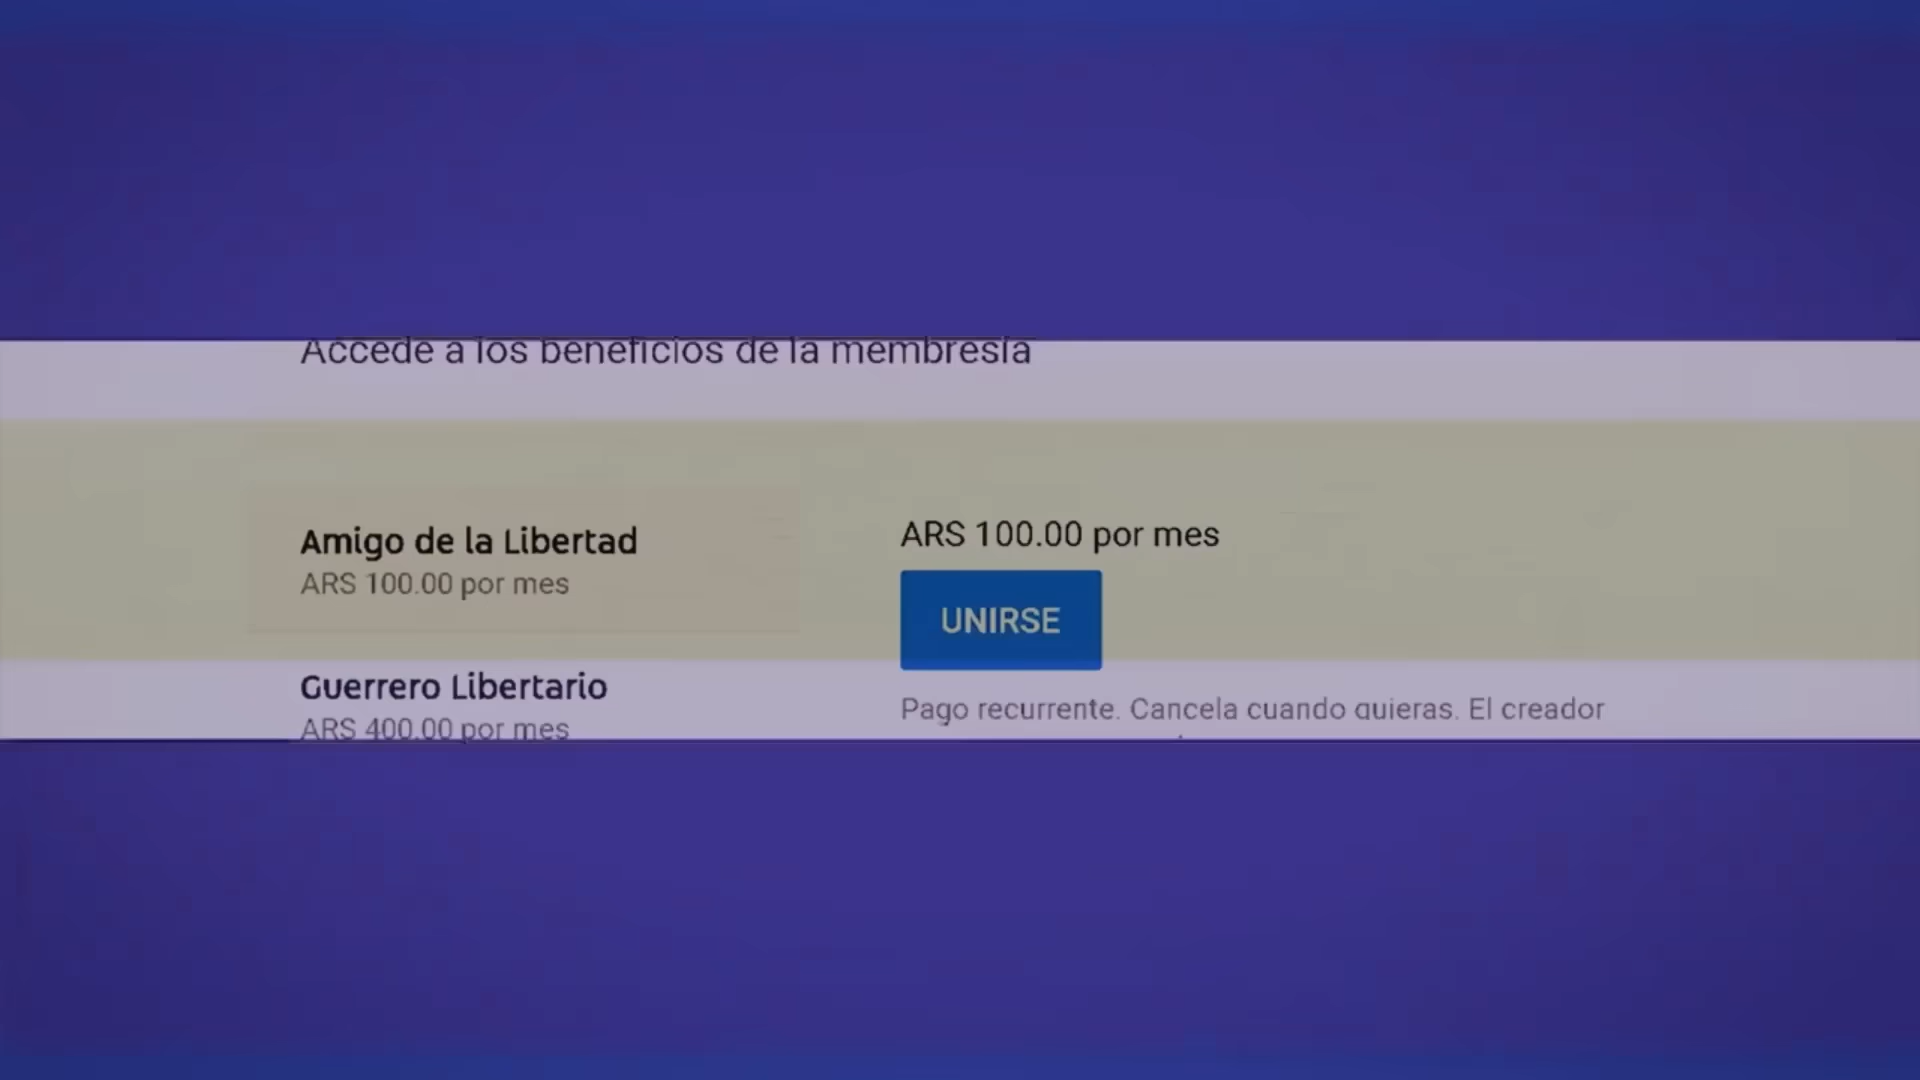 Accede a los beneficios de la membresía
Amigo de la Libertad
ARS 100.00 por mes
ARS 100.00 por mes
UNIRSE
Guerrero Libertario
ARS 400.00 por mes
Pago recurrente. Cancela cuando quieras. El creador